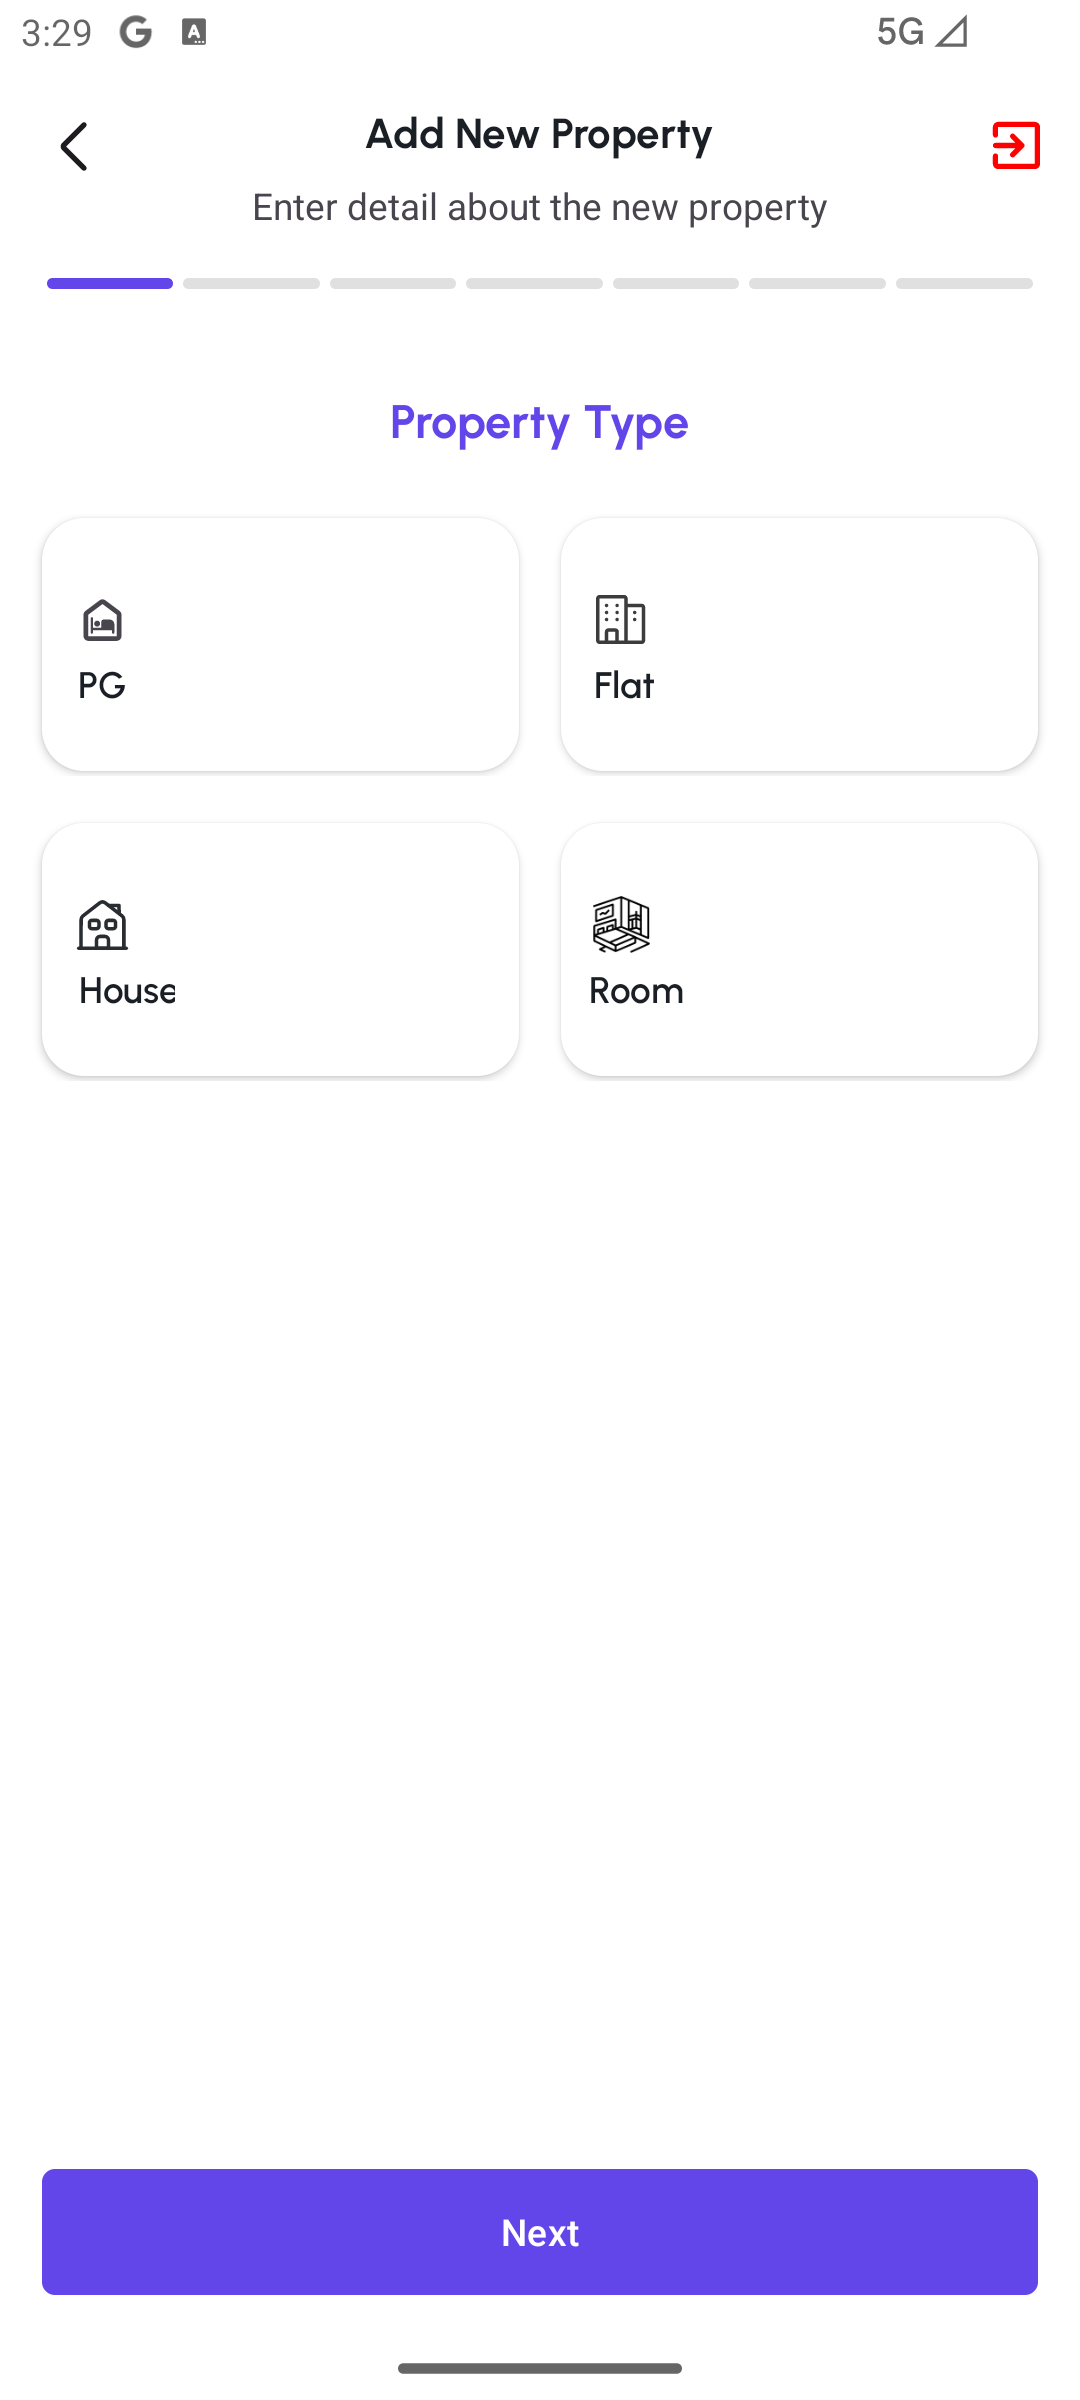 3:29 G A 5G
Add New Property
Enter detail about the new property
Property Type
PG
Flat
House
Room
Next